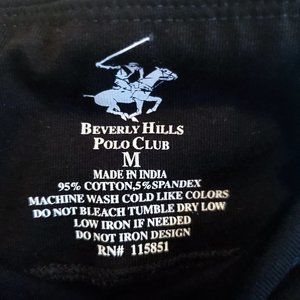 BEVERLY HILLS
POLO CLUB
M
MADE IN INDIA
95% COTTON,5%SPANDEX
MACHINE WASH COLD LIKE COLORS
DO NOT BLEACH TUMBLE DRY LOW
LOW IRON IF NEEDED
DO NOT IRON DESIGN
RN# 115851